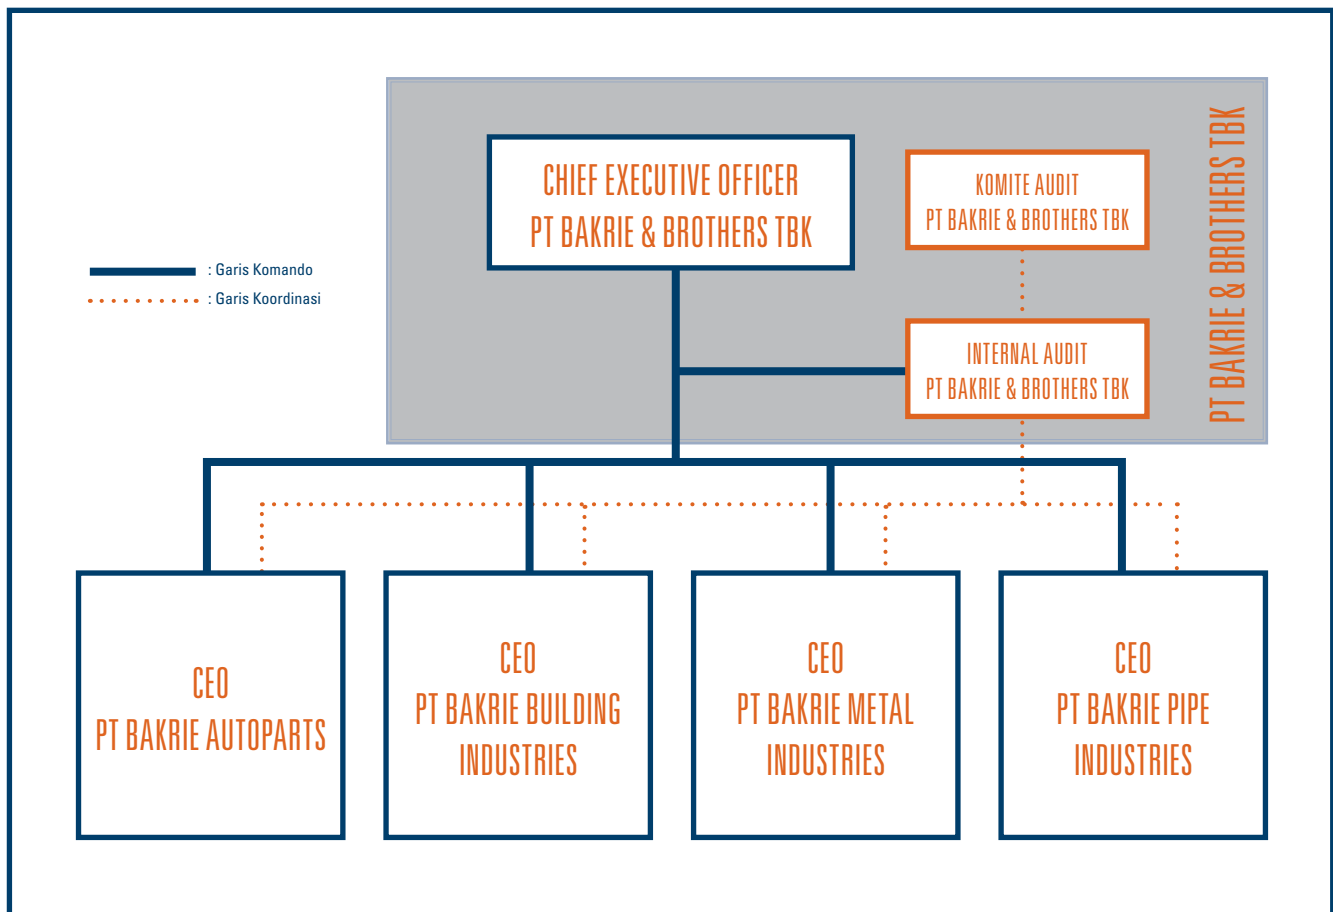 CHIEF EXECUTIVE OFFICER
PT BAKRIE & BROTHERS TBK
KOMITE AUDIT
PT BAKRIE & BROTHERS TBK
PT BAKRIE & BROTHERS TBK
: Garis Komando
: Garis Koordinasi
INTERNAL AUDIT
PT BAKRIE & BROTHERS TBK
CEO
PT BAKRIE AUTOPARTS
CEO
PT BAKRIE BUILDING
INDUSTRIES
CEO
PT BAKRIE METAL
INDUSTRIES
CEO
PT BAKRIE PIPE
INDUSTRIES